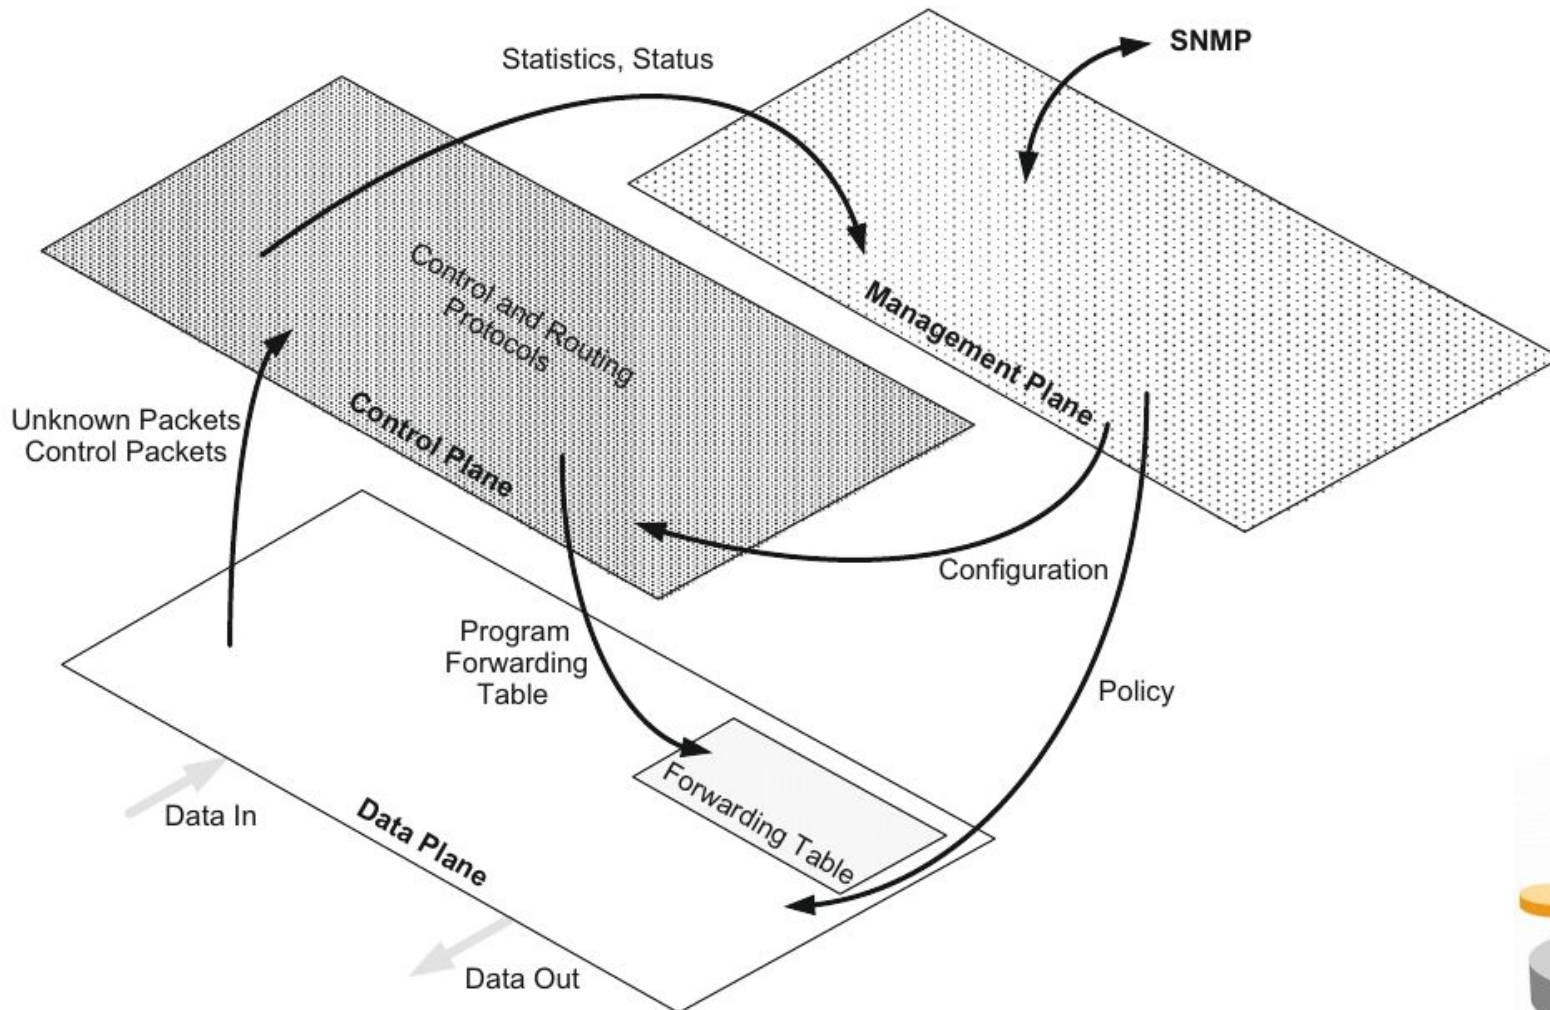 Statistics, Status
SNMP
Control and Routing
Protocols
Control Plane
Management Plane
Unknown Packets
Control Packets
Configuration
Program
Forwarding
Table
Policy
Forwarding Table
Data In
Data Plane
Data Out